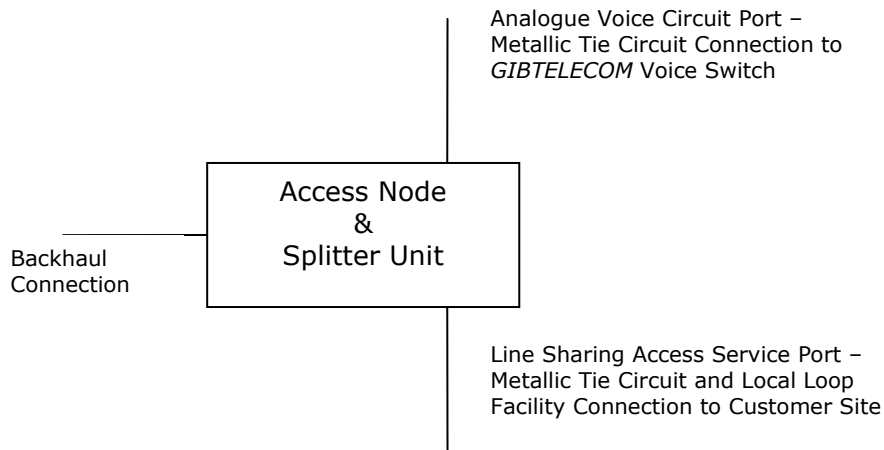 Analogue Voice Circuit Port –
Metallic Tie Circuit Connection to
GIBTELECOM Voice Switch
Access Node
&
Splitter Unit
Backhaul
Connection
Line Sharing Access Service Port –
Metallic Tie Circuit and Local Loop
Facility Connection to Customer Site